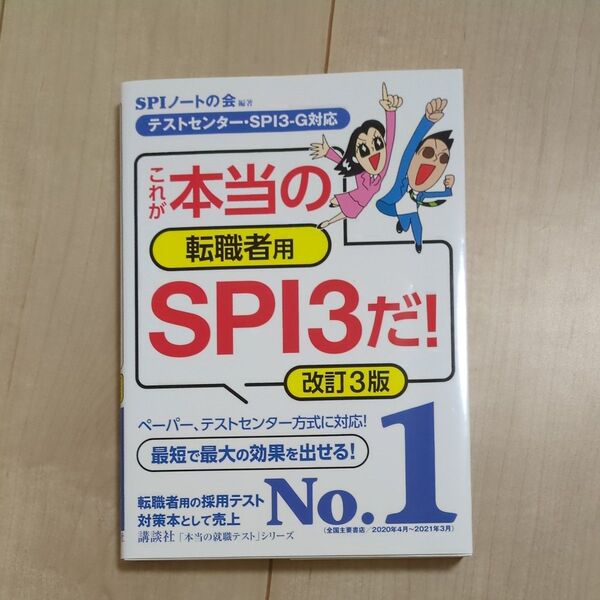 SPIノートの会 編著
テストセンター・SPI3-G対応
これが
本当の
転職者用
SPI3だ!
改訂3版
ペーパー、テストセンター方式に対応!
最短で最大の効果を出せる!
転職者用の採用テスト
対策本として売上
No.1
(全国主要書店/2020年4月~2021年3月)
講談社「本当の就職テスト」シリーズ